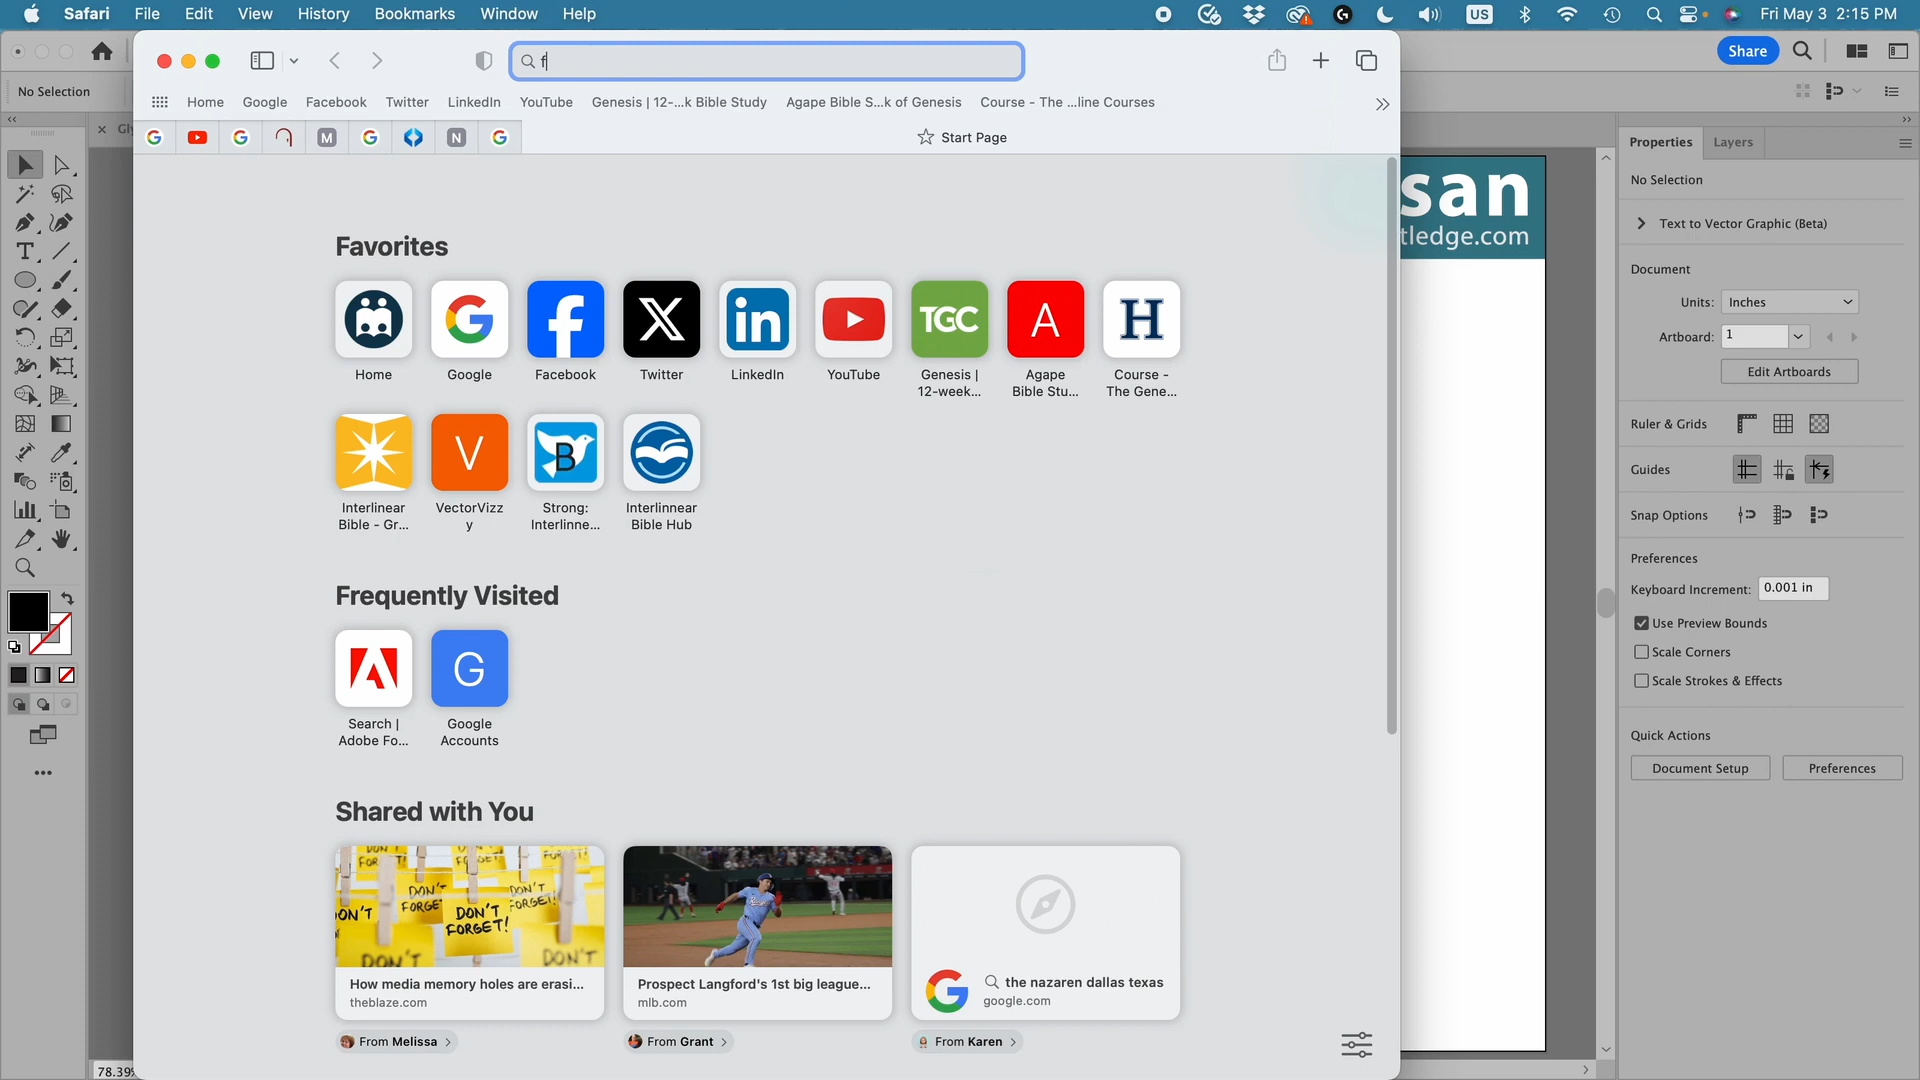 Safari File Edit View History Bookmarks Window Help
US Fri May 3 2:15 PM
f
Share
No Selection
Home Google Facebook Twitter LinkedIn YouTube Genesis | 12-...k Bible Study Agape Bible S...k of Genesis Course - The ...line Courses
M N Start Page
Favorites
Home Google Facebook Twitter LinkedIn YouTube
TGC
Genesis |
12-week...
A
Agape
Bible Stu...
H
Course -
The Gene...
Interlinear
Bible - Gr...
V
VectorVizz
y
B
Strong:
Interlinne...
Interlinnear
Bible Hub
Frequently Visited
Search |
Adobe Fo...
G
Google
Accounts
Shared with You
DON'T
FORGET!
How media memory holes are erasi...
theblaze.com
From Melissa
Prospect Langford's 1st big league...
mlb.com
From Grant
the nazaren dallas texas
google.com
From Karen
san
tledge.com
78.39
Properties Layers
No Selection
Text to Vector Graphic (Beta)
Document
Units: Inches
Artboard: 1
Edit Artboards
Ruler & Grids
Guides
Snap Options
Preferences
Keyboard Increment: 0.001 in
Use Preview Bounds
Scale Corners
Scale Strokes & Effects
Quick Actions
Document Setup Preferences